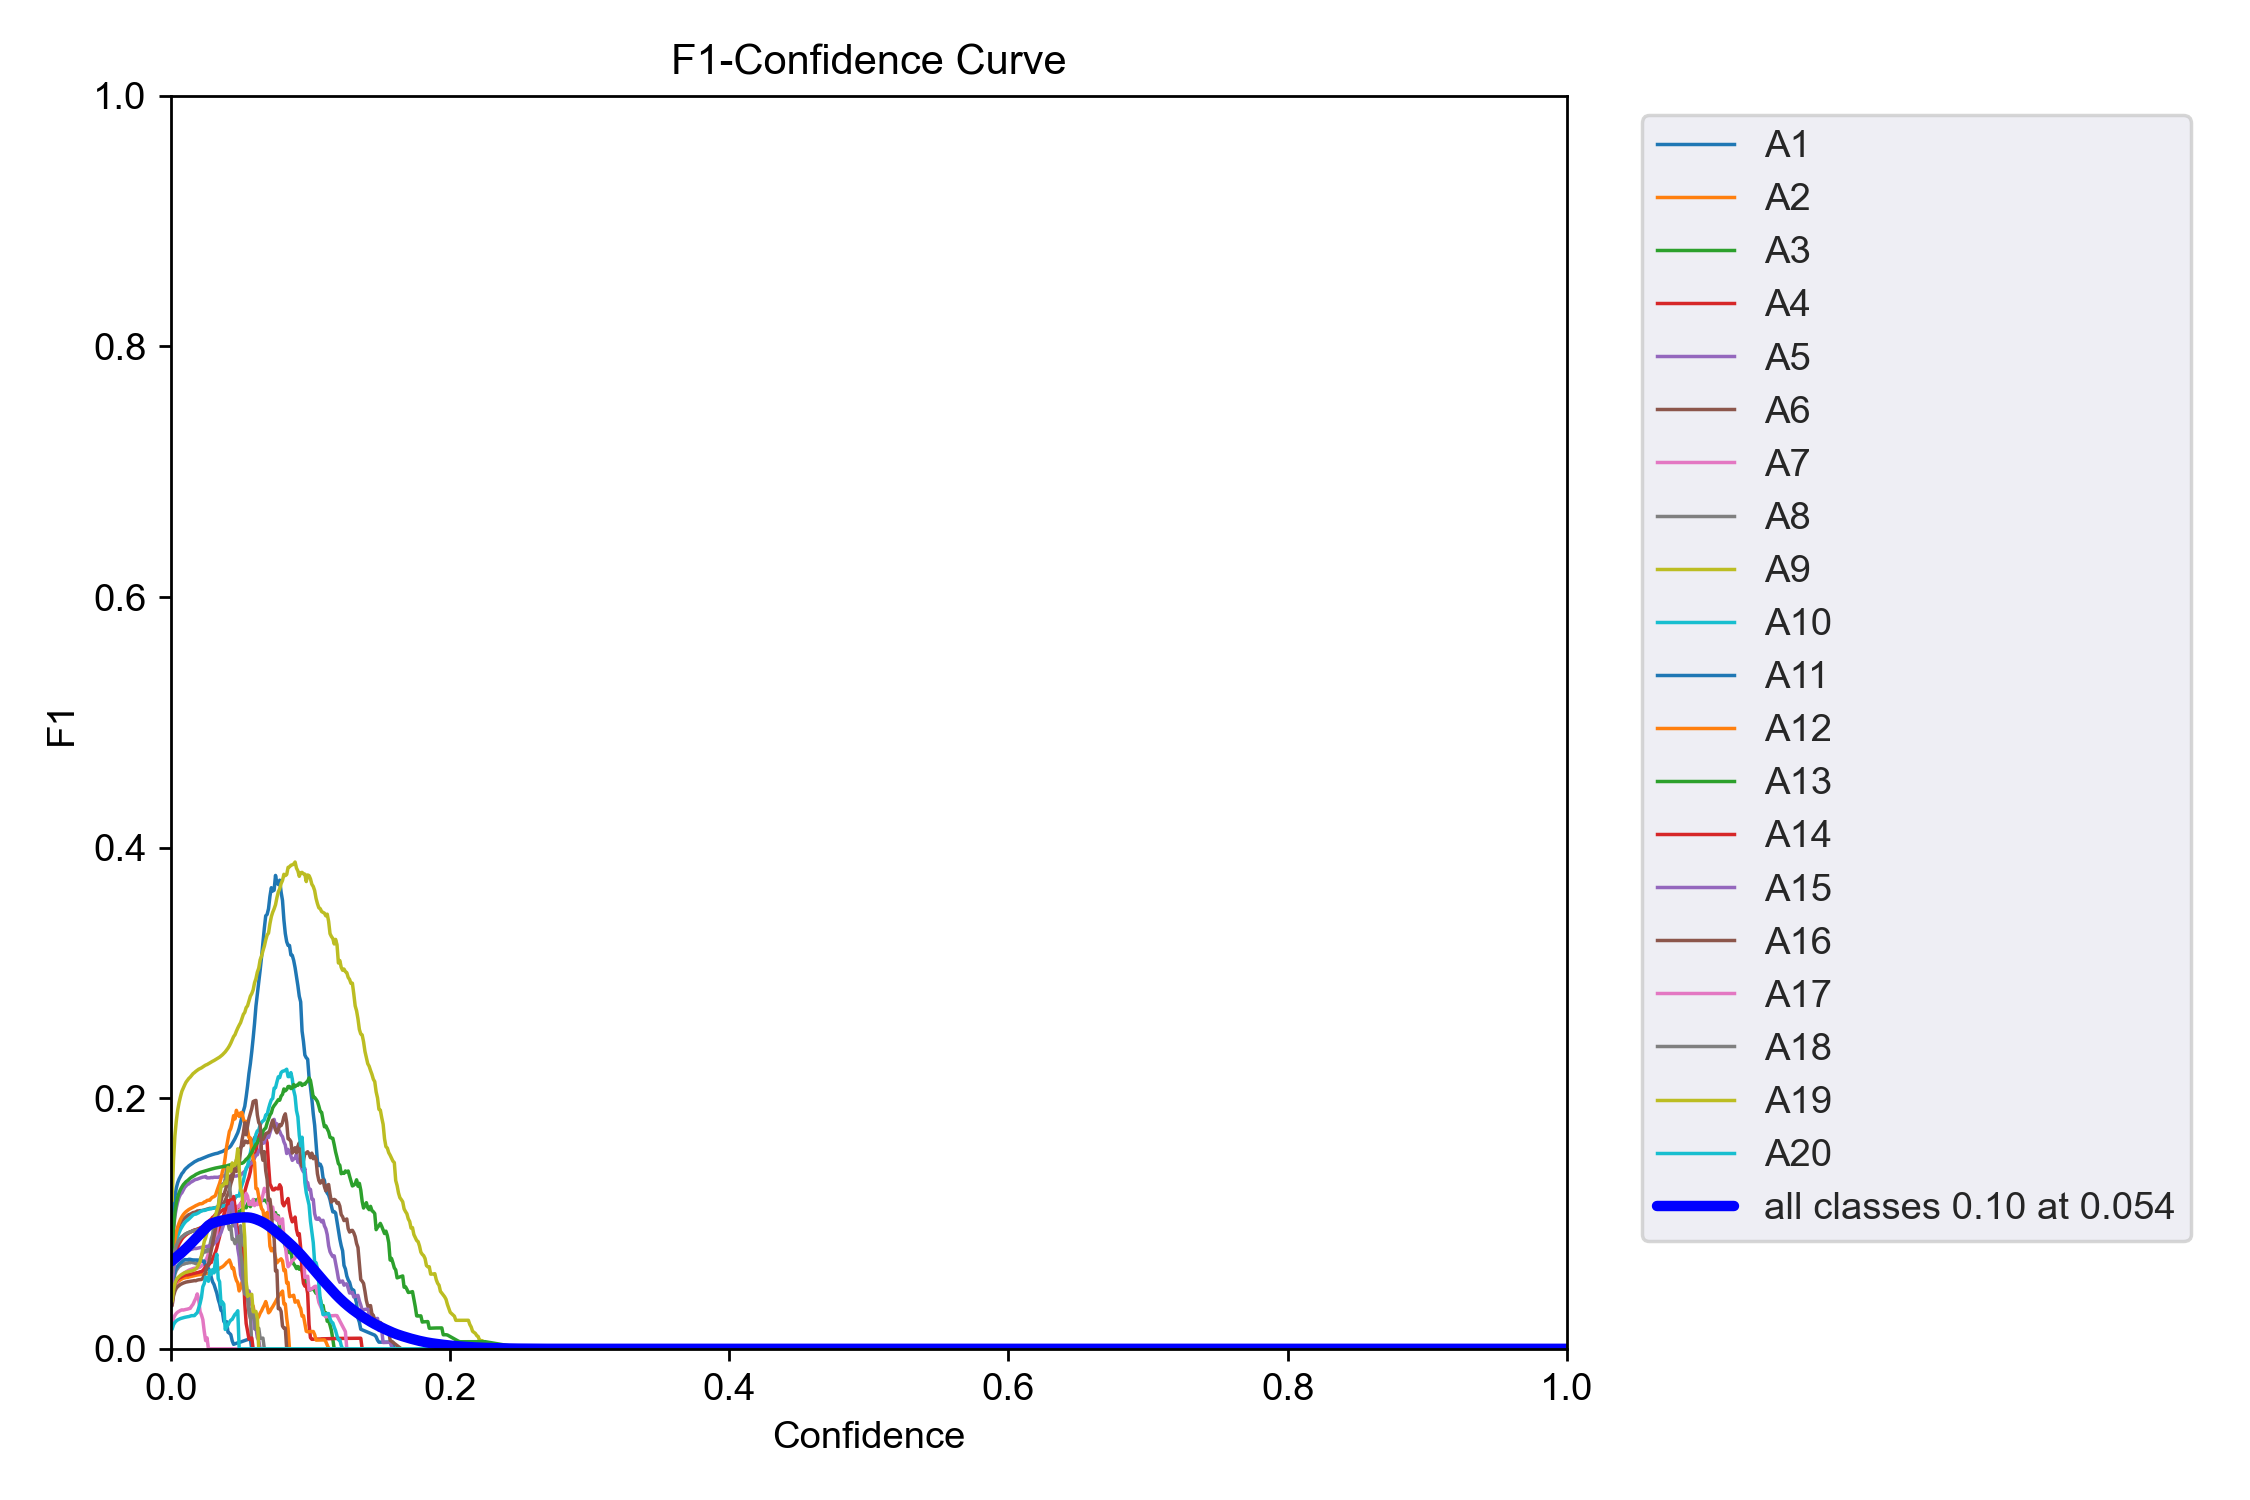 F1-Confidence Curve
1.0
0.8
0.6
0.4
0.2
0.0
F1
0.0 0.2 0.4 0.6 0.8 1.0
Confidence
A1
A2
A3
A4
A5
A6
A7
A8
A9
A10
A11
A12
A13
A14
A15
A16
A17
A18
A19
A20
all classes 0.10 at 0.054